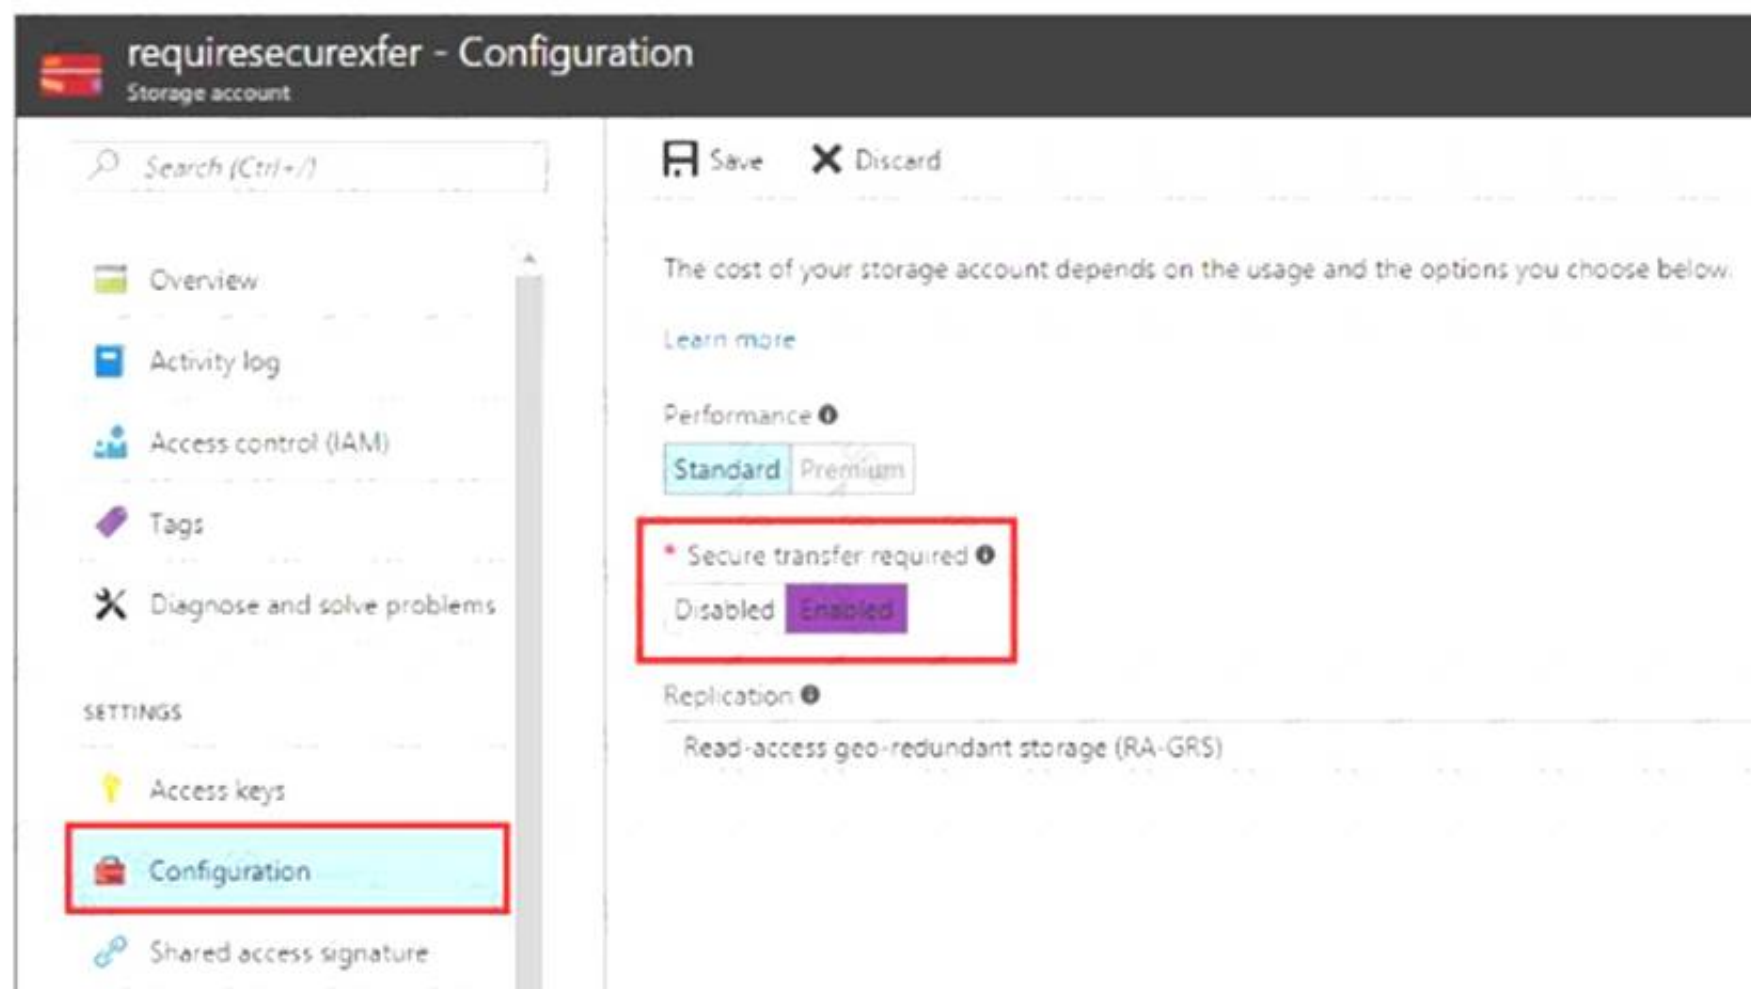 requiresecurexfer - Configuration
Storage account
Search (Ctrl+/)
Overview
Activity log
Access control (IAM)
Tags
Diagnose and solve problems
SETTINGS
Access keys
Configuration
Shared access signature
Save Discard
The cost of your storage account depends on the usage and the options you choose below.
Learn more
Performance
Standard Premium
* Secure transfer required
Disabled Enabled
Replication
Read-access geo-redundant storage (RA-GRS)